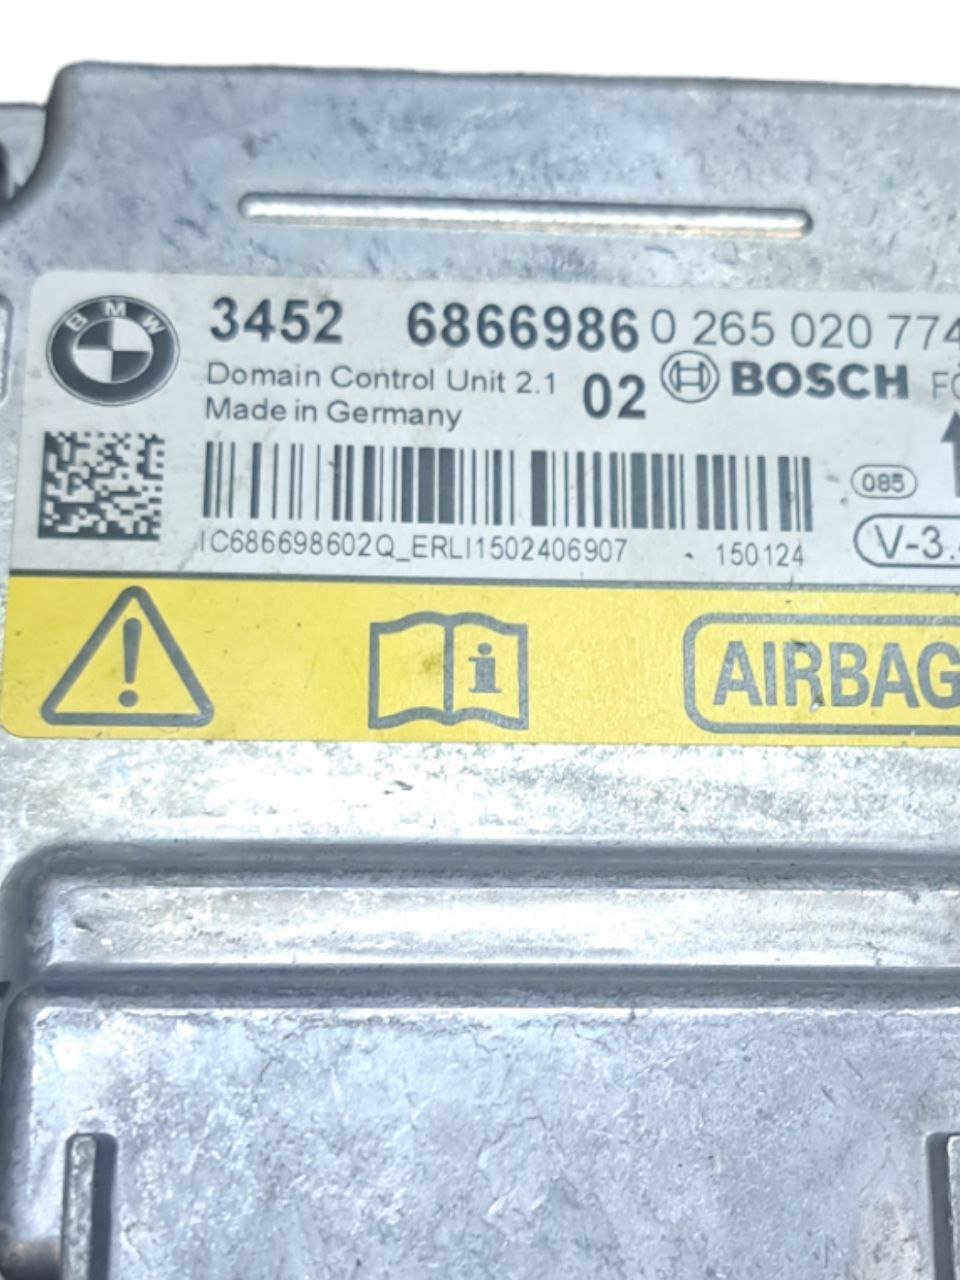 BMW
3452 6866986 0 265 020 774
Domain Control Unit 2.1 02 BOSCH
Made in Germany
085
IC686698602Q_ERLI1502406907 150124
V-3.
AIRBAG